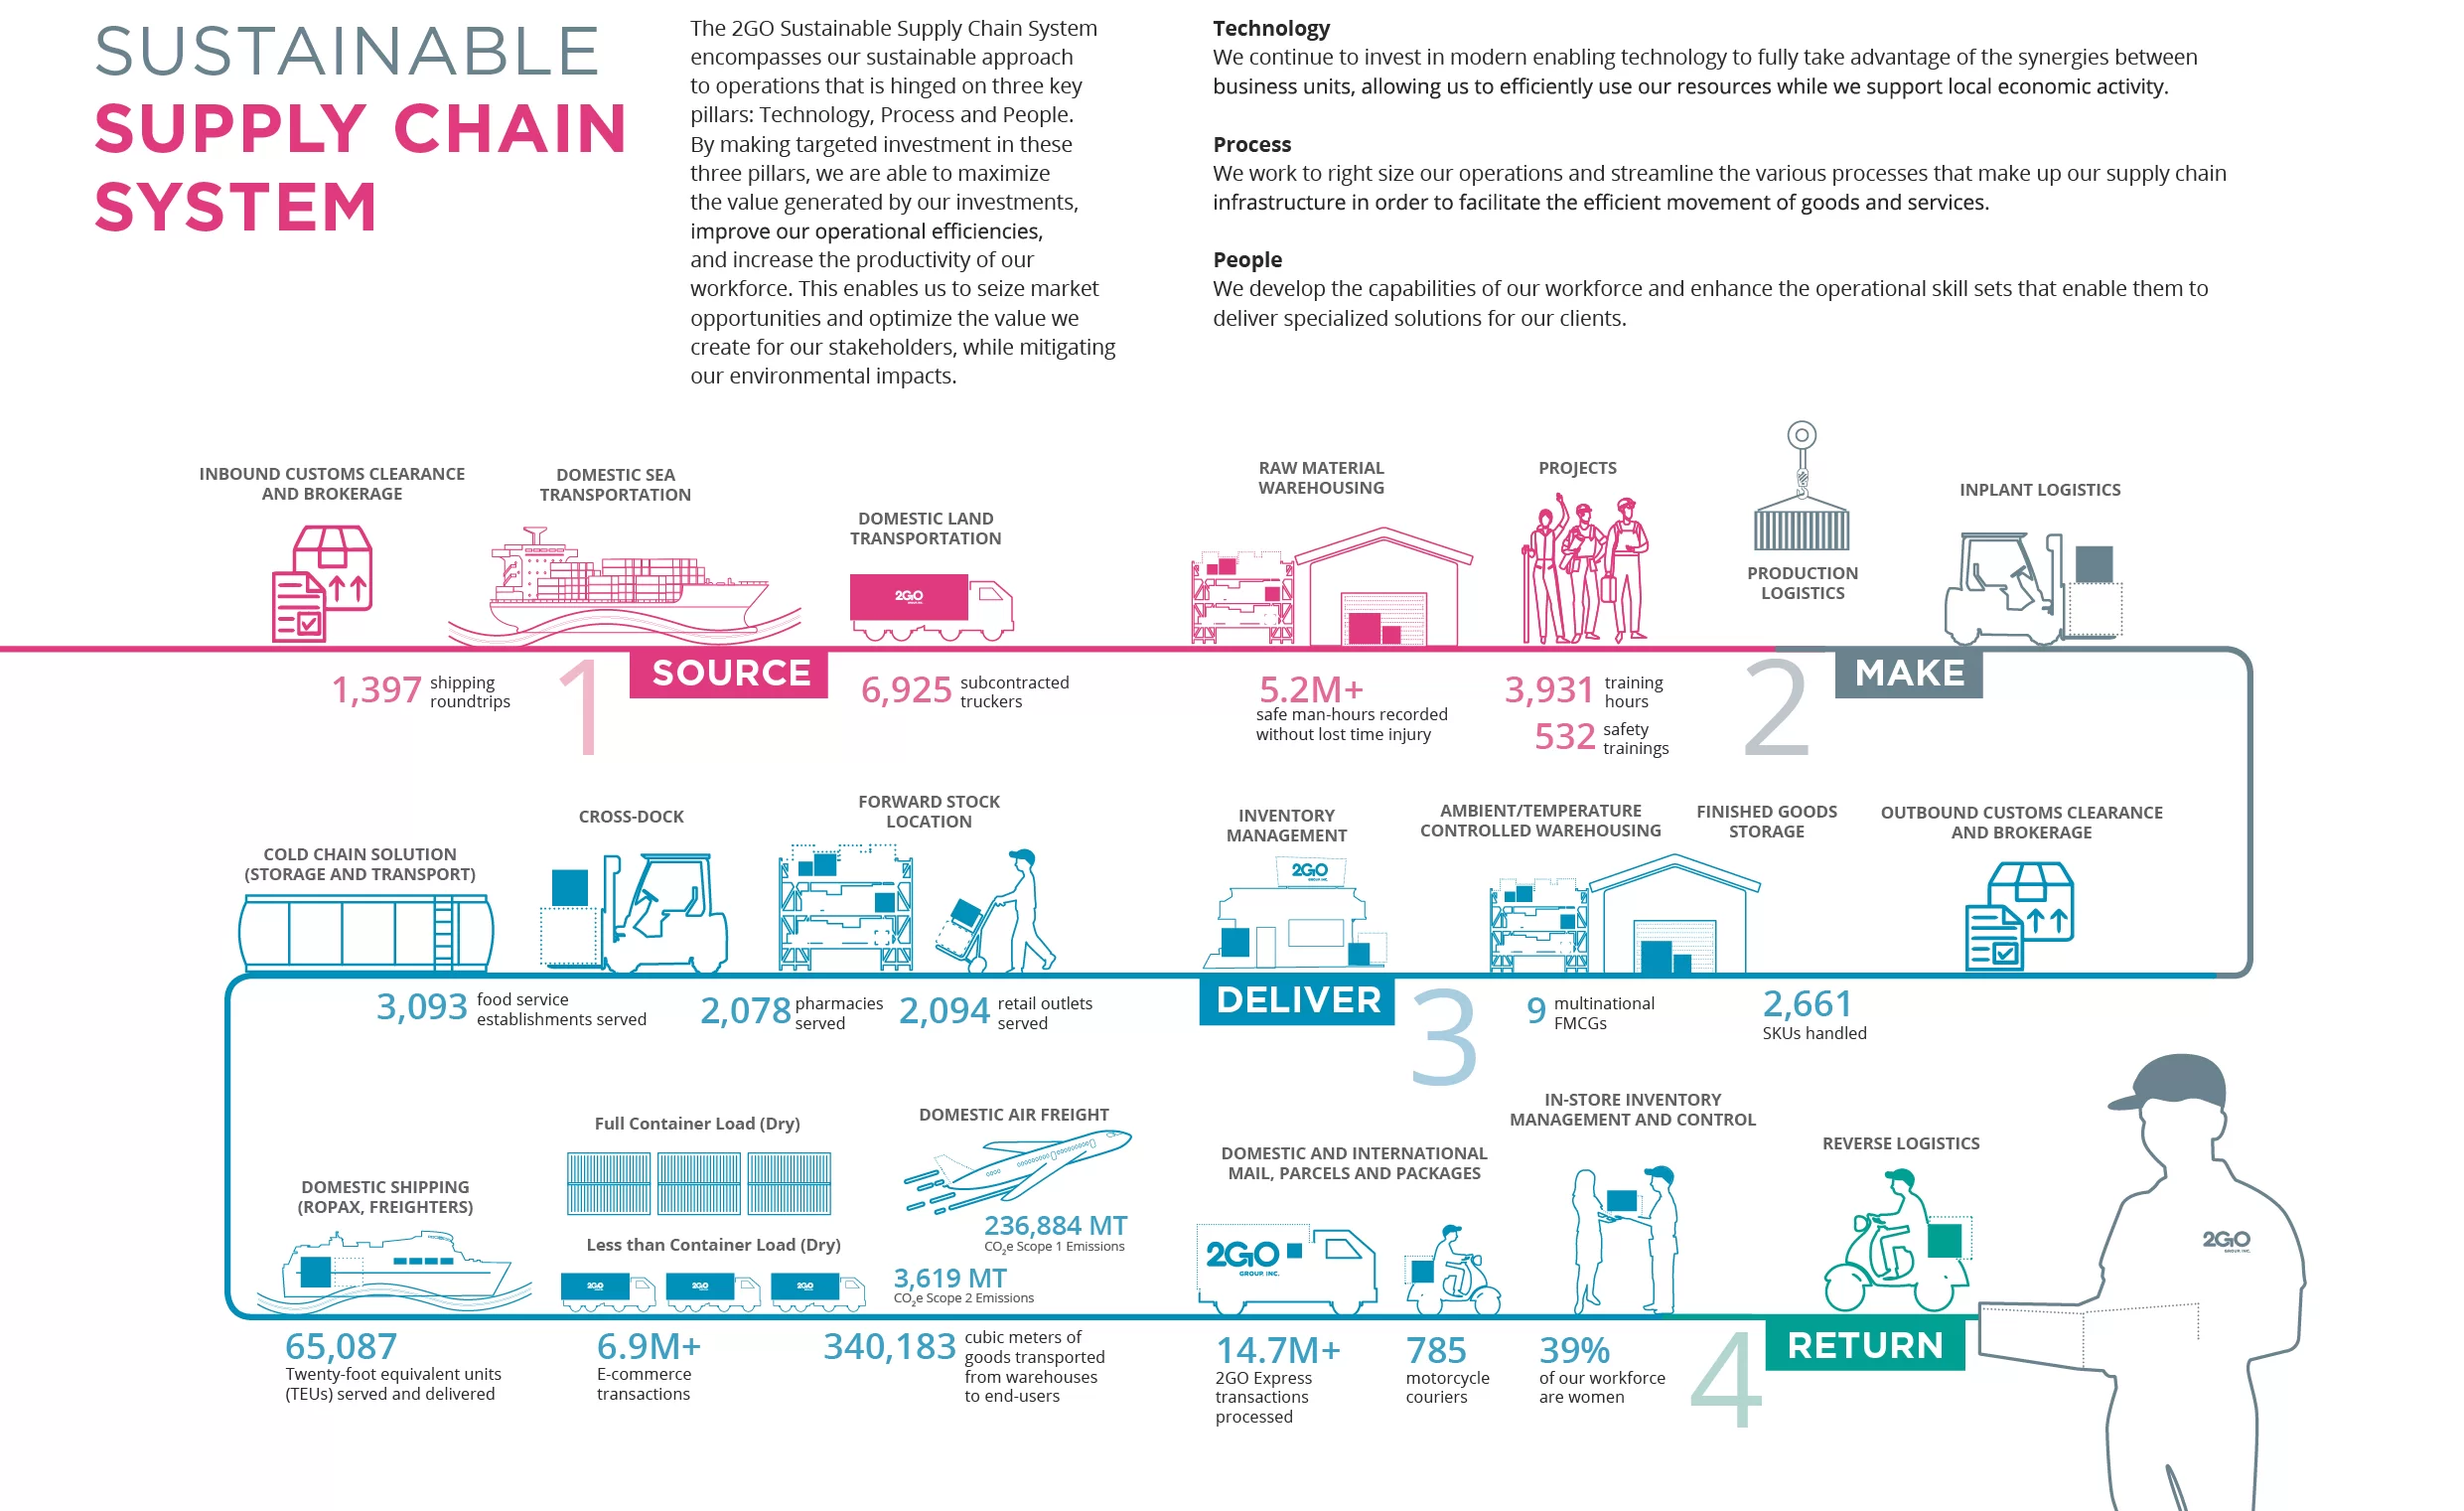 SUSTAINABLE
SUPPLY CHAIN
SYSTEM
The 2GO Sustainable Supply Chain System
encompasses our sustainable approach
to operations that is hinged on three key
pillars: Technology, Process and People.
By making targeted investment in these
three pillars, we are able to maximize
the value generated by our investments,
improve our operational efficiencies,
and increase the productivity of our
workforce. This enables us to seize market
opportunities and optimize the value we
create for our stakeholders, while mitigating
our environmental impacts.
Technology
We continue to invest in modern enabling technology to fully take advantage of the synergies between
business units, allowing us to efficiently use our resources while we support local economic activity.
Process
We work to right size our operations and streamline the various processes that make up our supply chain
infrastructure in order to facilitate the efficient movement of goods and services.
People
We develop the capabilities of our workforce and enhance the operational skill sets that enable them to
deliver specialized solutions for our clients.
INBOUND CUSTOMS CLEARANCE
AND BROKERAGE
DOMESTIC SEA
TRANSPORTATION
DOMESTIC LAND
TRANSPORTATION
2GO
RAW MATERIAL
WAREHOUSING
PROJECTS
PRODUCTION
LOGISTICS
INPLANT LOGISTICS
1,397 shipping
roundtrips
1
SOURCE
6,925 subcontracted
truckers
5.2M+
safe man-hours recorded
without lost time injury
3,931 training
hours
532 safety
trainings
2
MAKE
COLD CHAIN SOLUTION
(STORAGE AND TRANSPORT)
CROSS-DOCK
FORWARD STOCK
LOCATION
INVENTORY
MANAGEMENT
2GO
GROUP, INC.
AMBIENT/TEMPERATURE
CONTROLLED WAREHOUSING
FINISHED GOODS
STORAGE
OUTBOUND CUSTOMS CLEARANCE
AND BROKERAGE
3,093 food service
establishments served
2,078 pharmacies
served
2,094 retail outlets
served
DELIVER
3
9 multinational
FMCGs
2,661
SKUs handled
DOMESTIC SHIPPING
(ROPAX, FREIGHTERS)
Full Container Load (Dry)
Less than Container Load (Dry)
2GO
2GO
2GO
DOMESTIC AIR FREIGHT
236,884 MT
CO2e Scope 1 Emissions
3,619 MT
CO2e Scope 2 Emissions
DOMESTIC AND INTERNATIONAL
MAIL, PARCELS AND PACKAGES
2GO
GROUP, INC.
IN-STORE INVENTORY
MANAGEMENT AND CONTROL
REVERSE LOGISTICS
2GO
GROUP, INC.
65,087
Twenty-foot equivalent units
(TEUs) served and delivered
6.9M+
E-commerce
transactions
340,183 cubic meters of
goods transported
from warehouses
to end-users
14.7M+
2GO Express
transactions
processed
785
motorcycle
couriers
39%
of our workforce
are women
4
RETURN